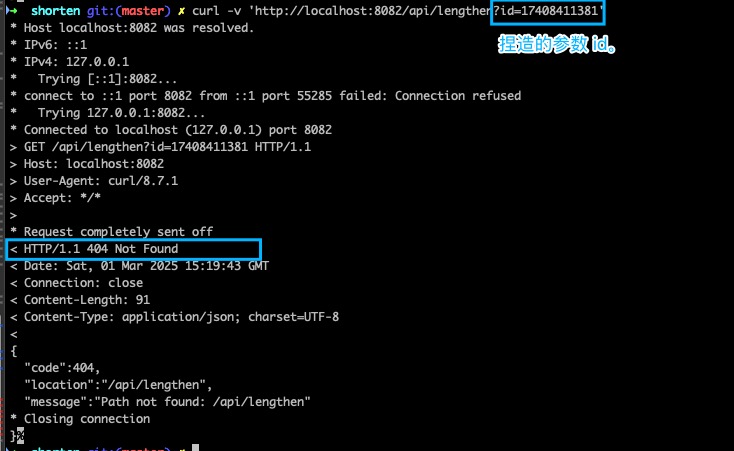 → shorten git:(master) ✗ curl -v 'http://localhost:8082/api/lengthen?id=17408411381'
捏造的参数 id。
* Host localhost:8082 was resolved.
* IPv6: ::1
* IPv4: 127.0.0.1
*   Trying [::1]:8082...
* connect to ::1 port 8082 from ::1 port 55285 failed: Connection refused
*   Trying 127.0.0.1:8082...
* Connected to localhost (127.0.0.1) port 8082
> GET /api/lengthen?id=17408411381 HTTP/1.1
> Host: localhost:8082
> User-Agent: curl/8.7.1
> Accept: */*
>
* Request completely sent off
< HTTP/1.1 404 Not Found
< Date: Sat, 01 Mar 2025 15:19:43 GMT
< Connection: close
< Content-Length: 91
< Content-Type: application/json; charset=UTF-8
<
{
  "code":404,
  "location":"/api/lengthen",
  "message":"Path not found: /api/lengthen"
* Closing connection
}%
→ shorten git:(master) ✗